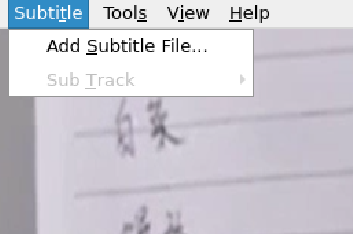 Subtitle Tools View Help
Add Subtitle File...
Sub Track